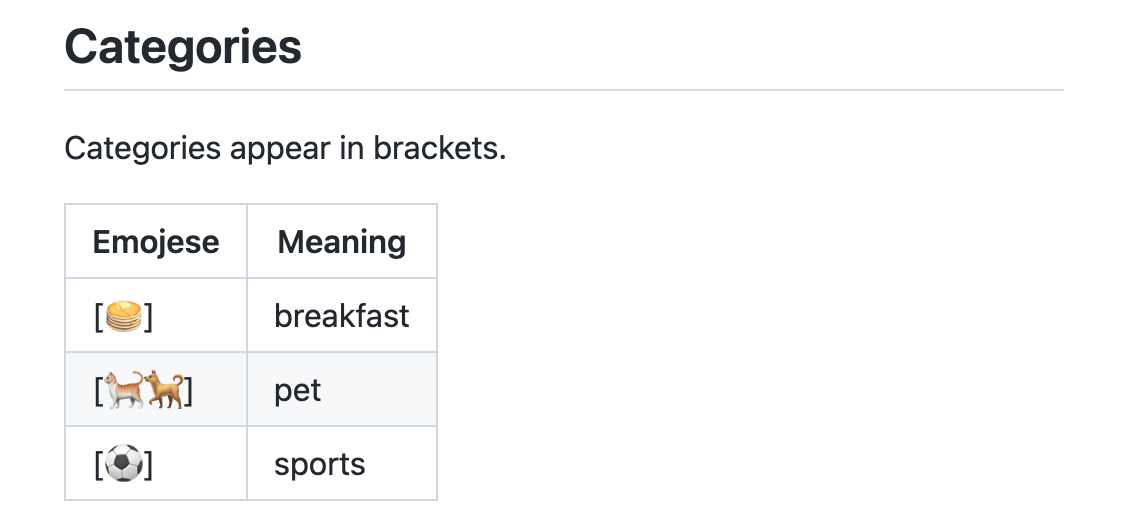 Categories
Categories appear in brackets.
Emojese Meaning
[🥞] breakfast
[🐈🐕] pet
[⚽] sports